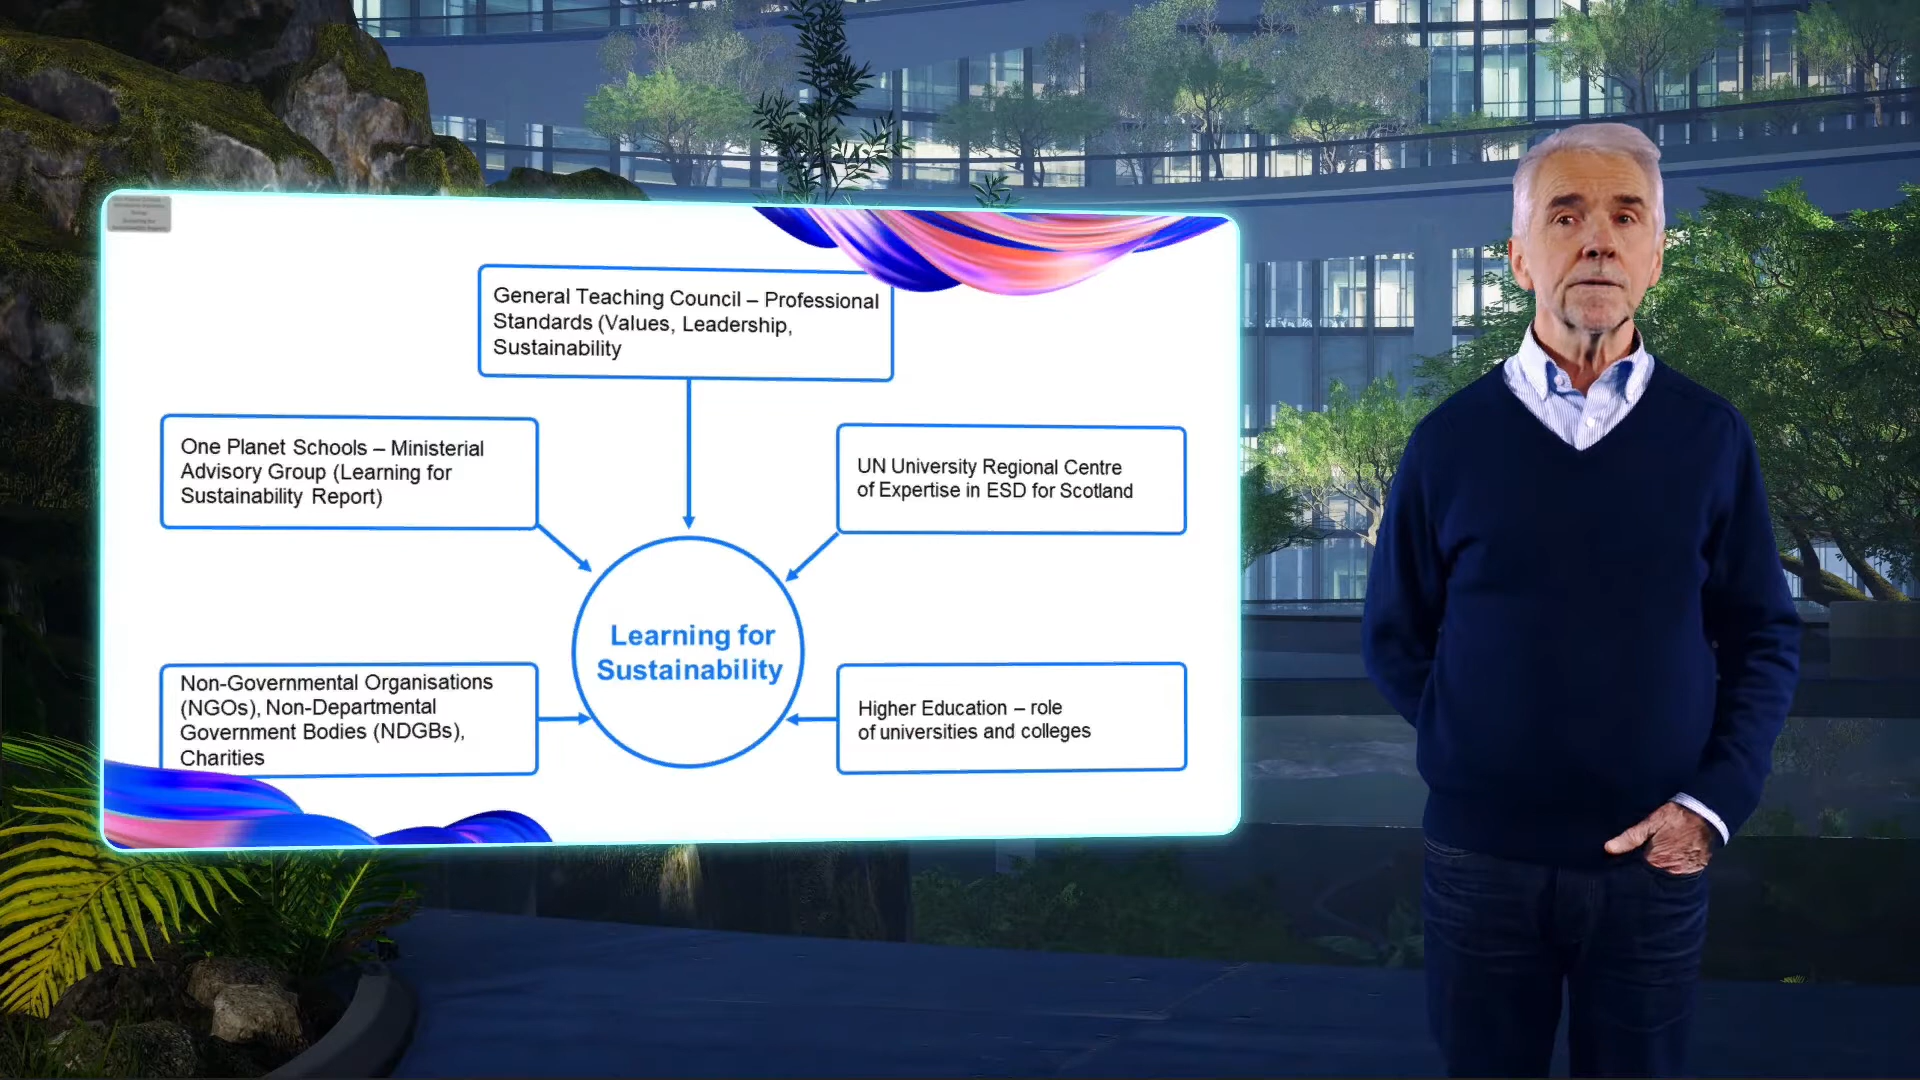 General Teaching Council – Professional
Standards (Values, Leadership,
Sustainability
One Planet Schools – Ministerial
Advisory Group (Learning for
Sustainability Report)
UN University Regional Centre
of Expertise in ESD for Scotland
Learning for
Sustainability
Non-Governmental Organisations
(NGOs), Non-Departmental
Government Bodies (NDGBs),
Charities
Higher Education – role
of universities and colleges